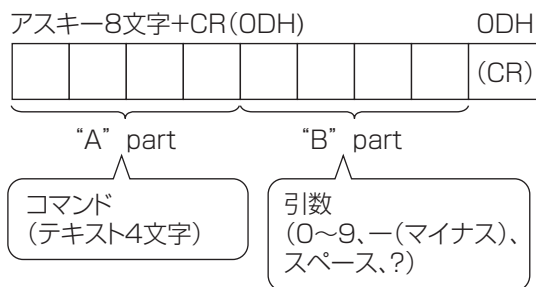 アスキー8文字+CR(0DH)
0DH
(CR)
“A” part
“B” part
コマンド
(テキスト4文字)
引数
(0~9、ー(マイナス)、
スペース、?)